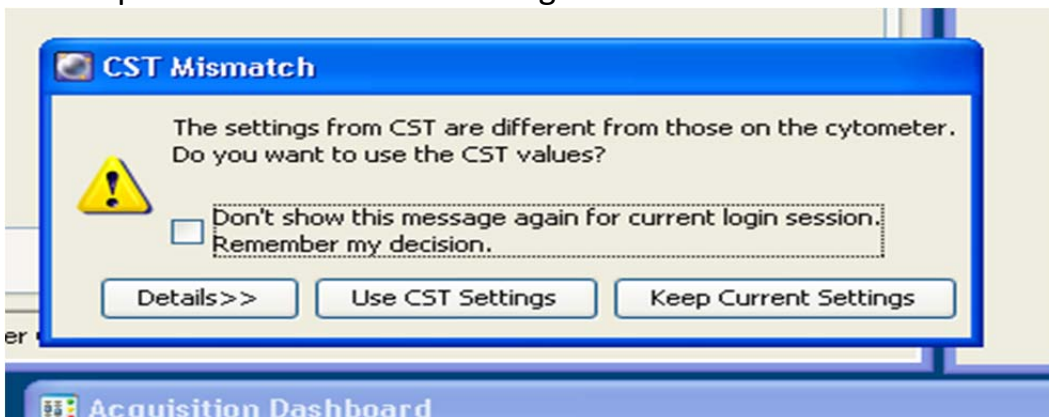 CST Mismatch
The settings from CST are different from those on the cytometer.
Do you want to use the CST values?
Don't show this message again for current login session.
Remember my decision.
Details>> Use CST Settings Keep Current Settings
er
Acquisition Dashboard